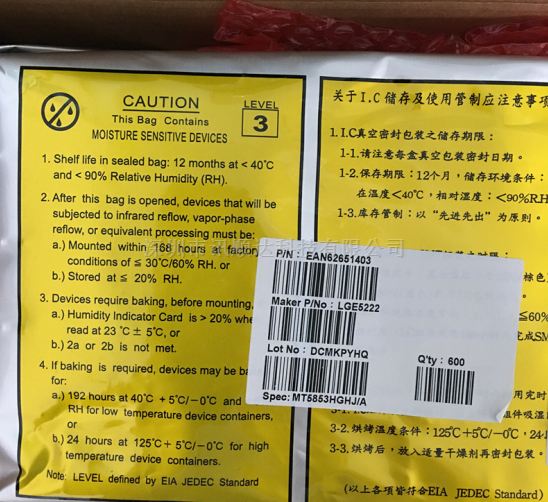 CAUTION
This Bag Contains
MOISTURE SENSITIVE DEVICES
LEVEL
3
1. Shelf life in sealed bag: 12 months at < 40°C
and < 90% Relative Humidity (RH).
2. After this bag is opened, devices that will be
subjected to infrared reflow, vapor-phase
reflow, or equivalent processing must be:
a.) Mounted within 168 hours at factory
conditions of ≦ 30°C/60% RH. or
b.) Stored at ≦ 20% RH.
3. Devices require baking, before mounting,
a.) Humidity Indicator Card is > 20% when
read at 23 °C ± 5°C, or
b.) 2a or 2b is not met.
4. If baking is required, devices may be
for:
a.) 192 hours at 40°C + 5°C/-0°C and
RH for low temperature device containers,
or
b.) 24 hours at 125°C + 5°C/-0°C for high
temperature device containers.
Note: LEVEL defined by EIA JEDEC Standard
P/N : EAN62651403
Maker P/No : LGE5222
Lot No : DCMKPYHQ
Q'ty : 600
Spec: MT5853HGHJ/A
关于I.C储存及使用管制应注意事项
1.I.C真空密封包装之储存期限:
1-1.请注意每盒真空包装密封日期。
1-2.保存期限:12个月,储存环境条件:
在温度<40°C,相对湿度:<90%R.H
1-3.库存管制:以“先进先出”为原则。
3-2.烘烤温度条件:125°C+5°C/-0°C,24小
3-3.烘烤后,放入适量干燥剂再密封包装。
(以上各项皆符合EIA JEDEC Standard)